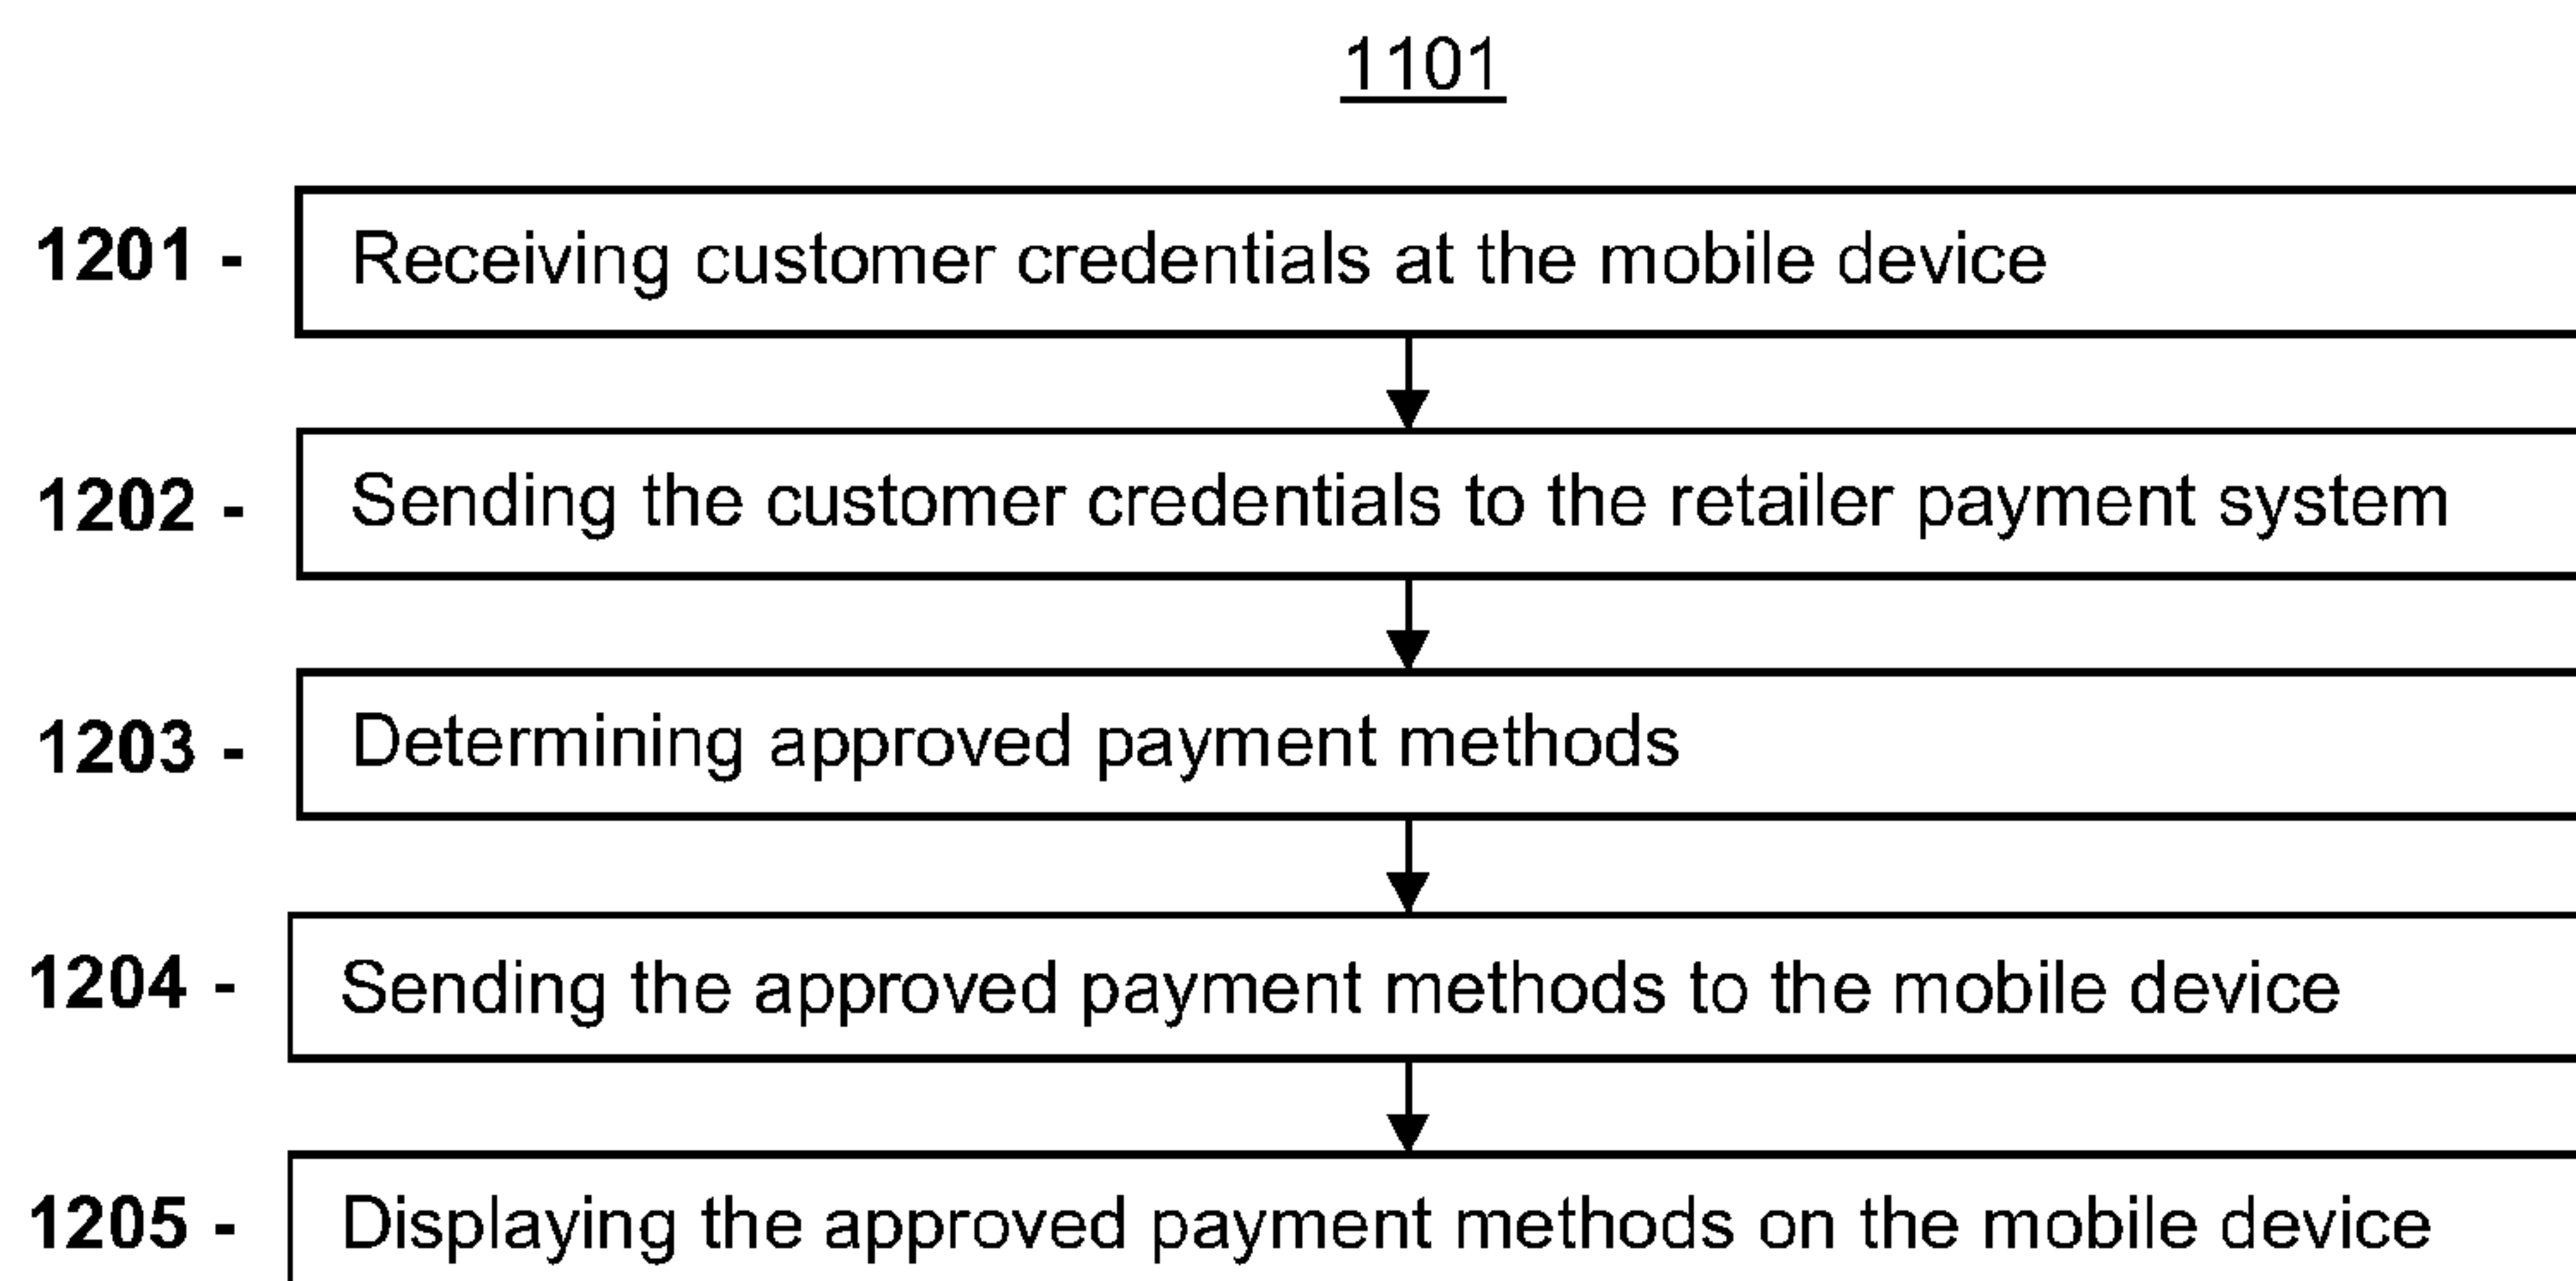 1101
1201 - Receiving customer credentials at the mobile device
1202 - Sending the customer credentials to the retailer payment system
1203 - Determining approved payment methods
1204 - Sending the approved payment methods to the mobile device
1205 - Displaying the approved payment methods on the mobile device